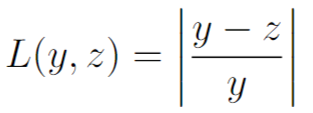 L(y, z) = |(y − z)/y|